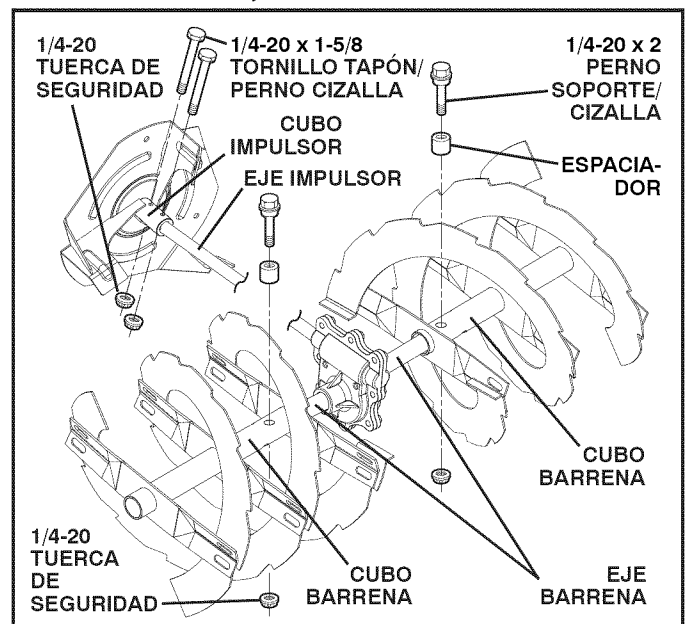 1/4-20
TUERCA DE
SEGURIDAD
1/4-20 x 1-5/8
TORNILLO TAPÓN/
PERNO CIZALLA
1/4-20 x 2
PERNO
SOPORTE/
CIZALLA
CUBO
IMPULSOR
EJE IMPULSOR
ESPACIA-
DOR
CUBO
BARRENA
1/4-20
TUERCA
DE
SEGURIDAD
CUBO
BARRENA
EJE
BARRENA